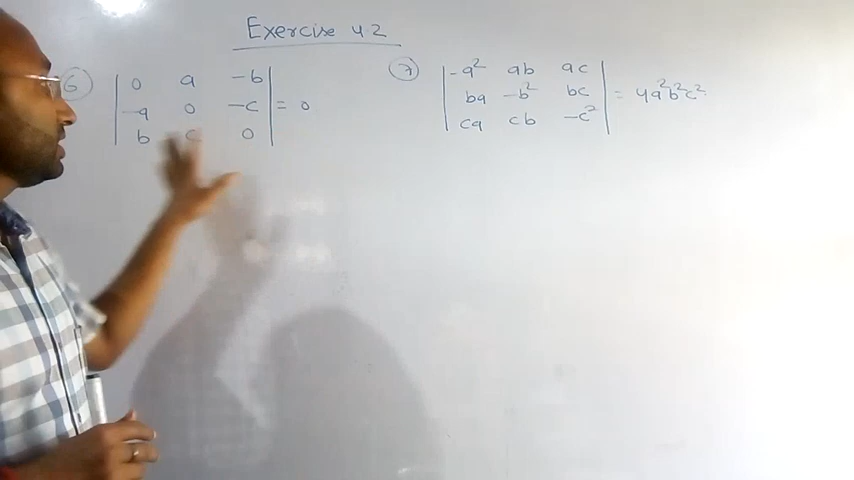 Exercise 4.2
6 | 0 a -b |
| -a 0 -c | = 0
| b c 0 |
7 | -a² ab ac |
| ba -b² bc | = 4a²b²c²
| ca cb -c² |